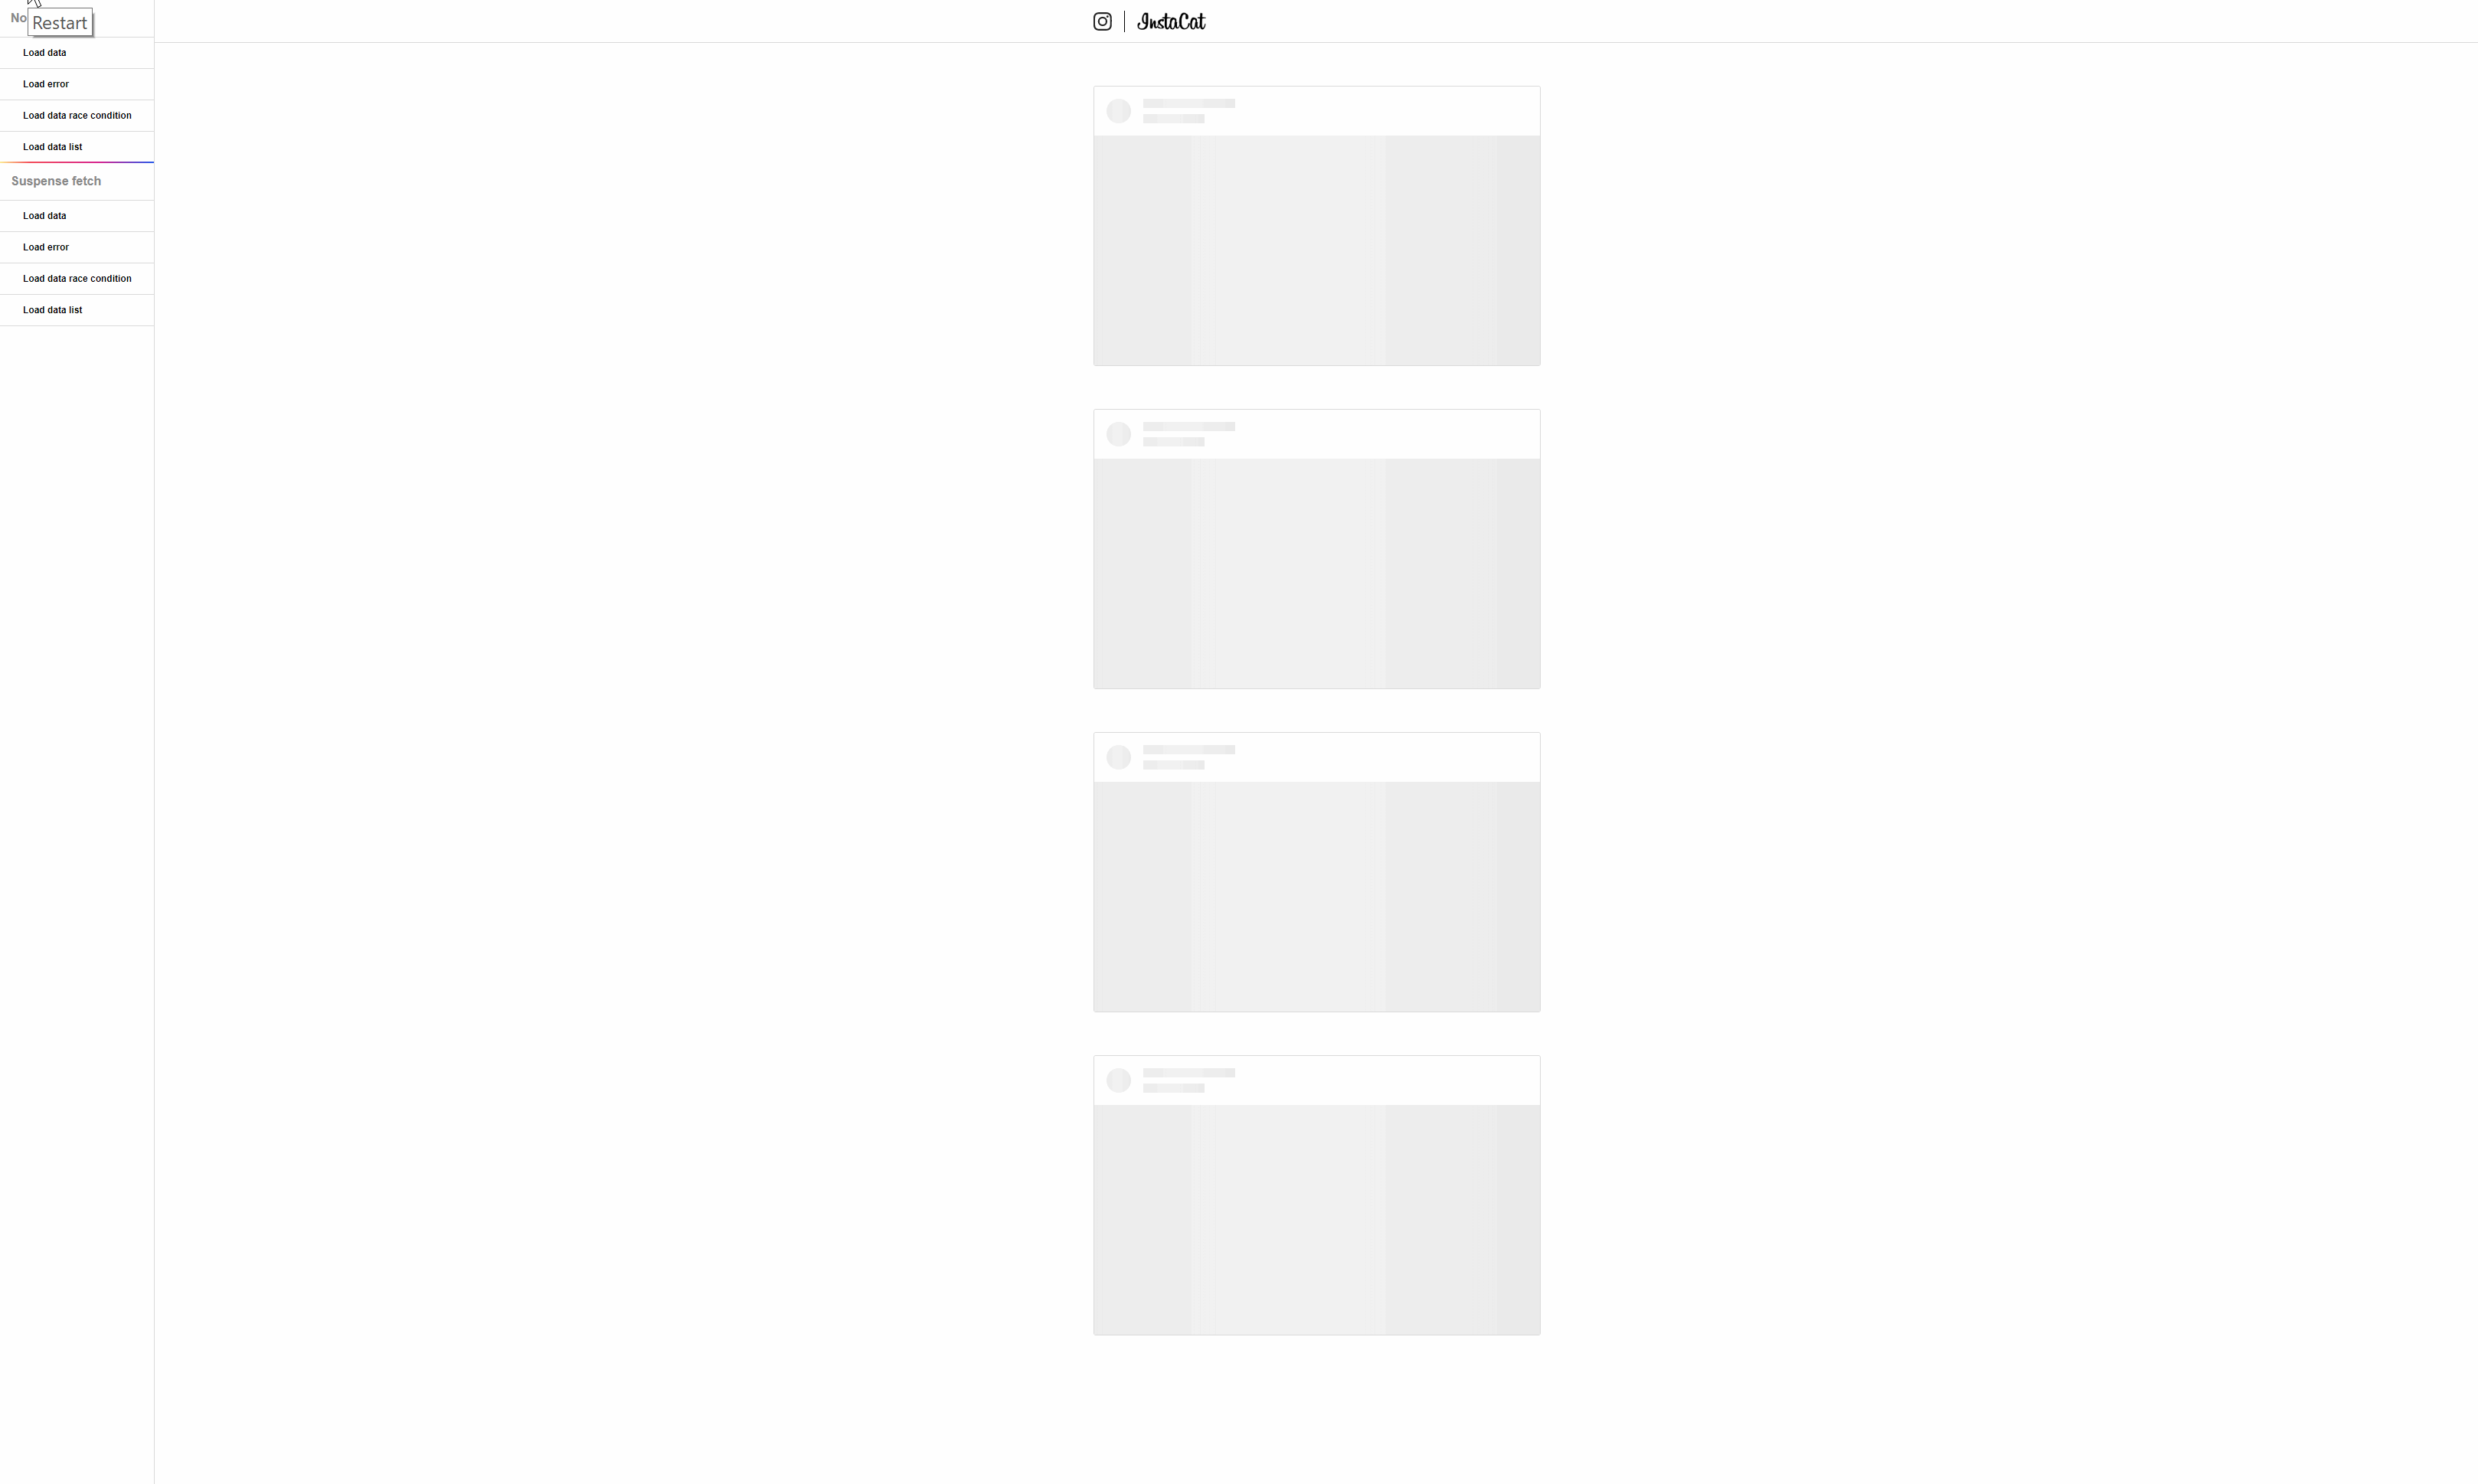 No
Restart
Load data
Load error
Load data race condition
Load data list
Suspense fetch
Load data
Load error
Load data race condition
Load data list
InstaCat